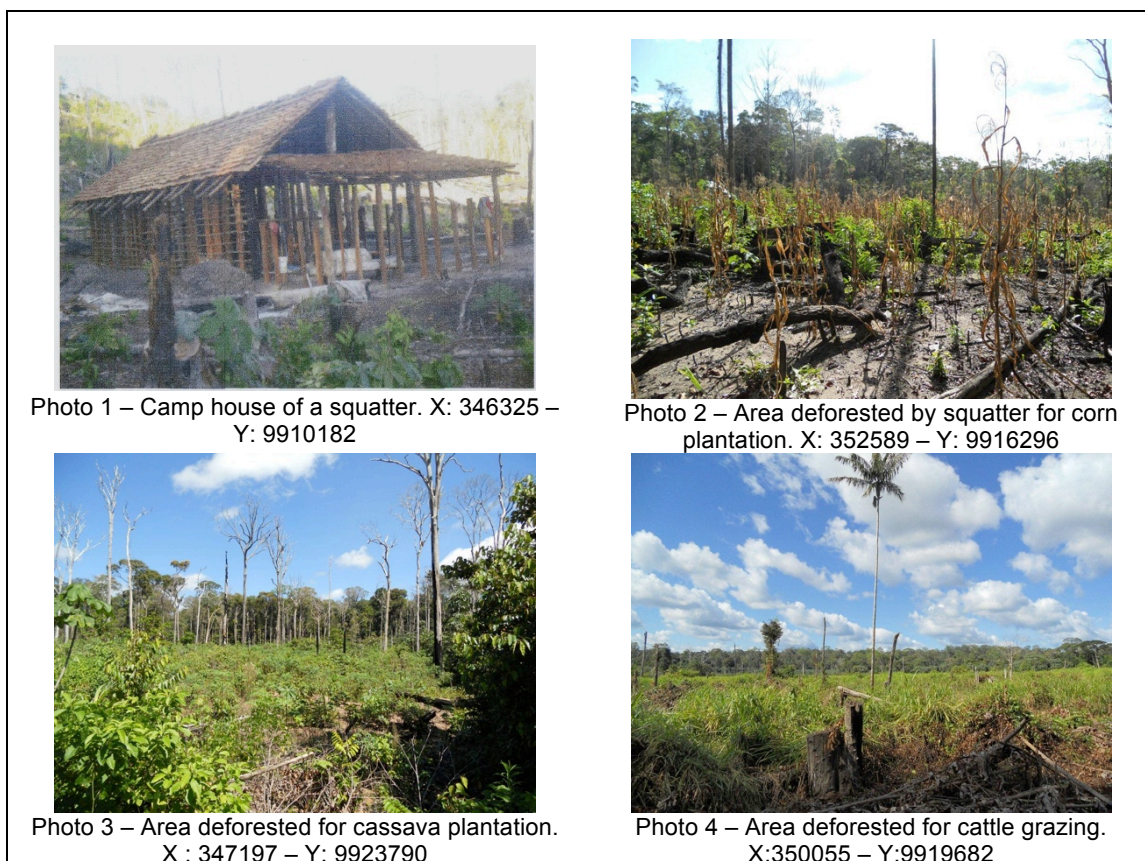 Photo 1 – Camp house of a squatter. X: 346325 –
Y: 9910182
Photo 2 – Area deforested by squatter for corn
plantation. X: 352589 – Y: 9916296
Photo 3 – Area deforested for cassava plantation.
X : 347197 – Y: 9923790
Photo 4 – Area deforested for cattle grazing.
X:350055 – Y:9919682